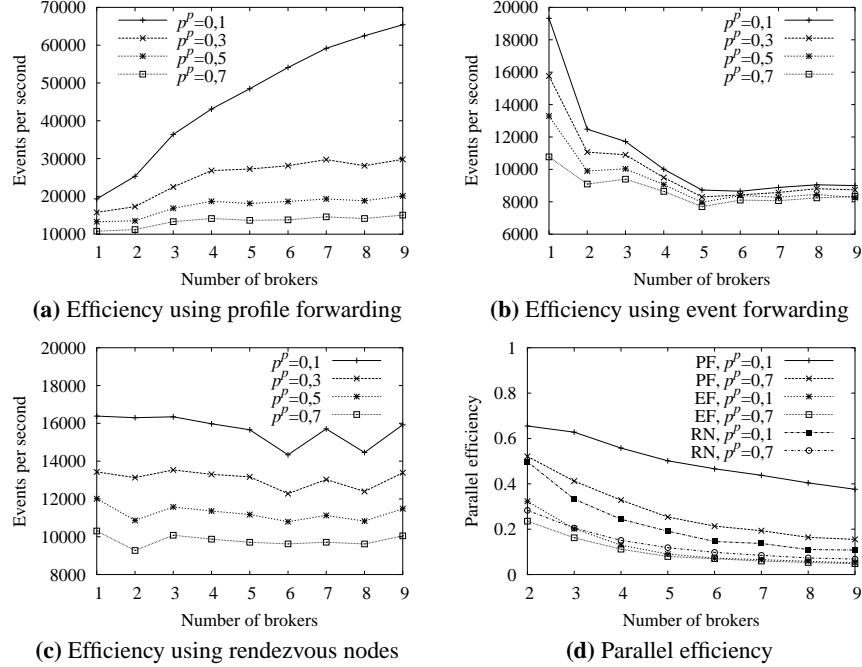 70000
60000
50000
40000
30000
20000
10000
1 2 3 4 5 6 7 8 9
Events per second
Number of brokers
p^p=0,1
p^p=0,3
p^p=0,5
p^p=0,7
(a) Efficiency using profile forwarding
20000
18000
16000
14000
12000
10000
8000
6000
1 2 3 4 5 6 7 8 9
Events per second
Number of brokers
p^p=0,1
p^p=0,3
p^p=0,5
p^p=0,7
(b) Efficiency using event forwarding
20000
18000
16000
14000
12000
10000
8000
1 2 3 4 5 6 7 8 9
Events per second
Number of brokers
p^p=0,1
p^p=0,3
p^p=0,5
p^p=0,7
(c) Efficiency using rendezvous nodes
1
0.8
0.6
0.4
0.2
0
2 3 4 5 6 7 8 9
Parallel efficiency
Number of brokers
PF, p^p=0,1
PF, p^p=0,7
EF, p^p=0,1
EF, p^p=0,7
RN, p^p=0,1
RN, p^p=0,7
(d) Parallel efficiency